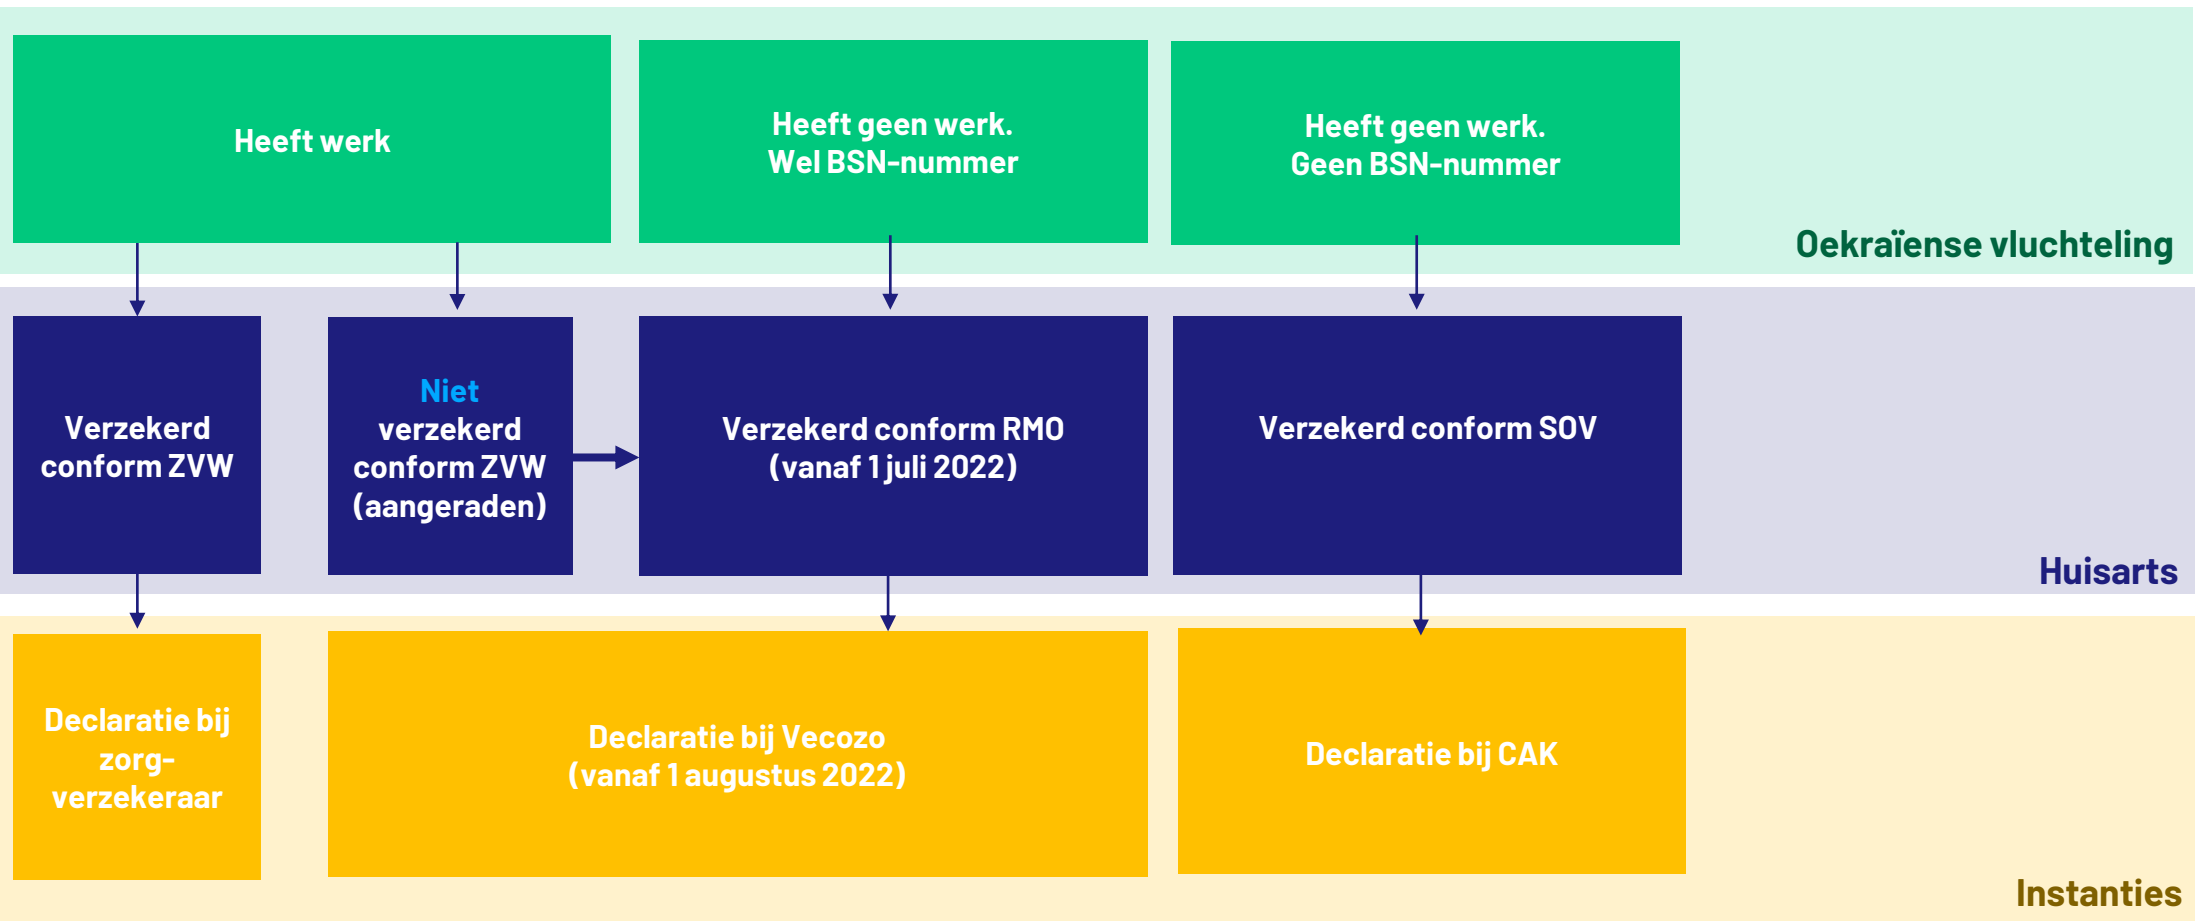 Heeft werk
Heeft geen werk.
Wel BSN-nummer
Heeft geen werk.
Geen BSN-nummer
Oekraïense vluchteling
Verzekerd
conform ZVW
Niet
verzekerd
conform ZVW
(aangeraden)
Verzekerd conform RMO
(vanaf 1 juli 2022)
Verzekerd conform SOV
Huisarts
Declaratie bij
zorg-
verzekeraar
Declaratie bij Vecozo
(vanaf 1 augustus 2022)
Declaratie bij CAK
Instanties